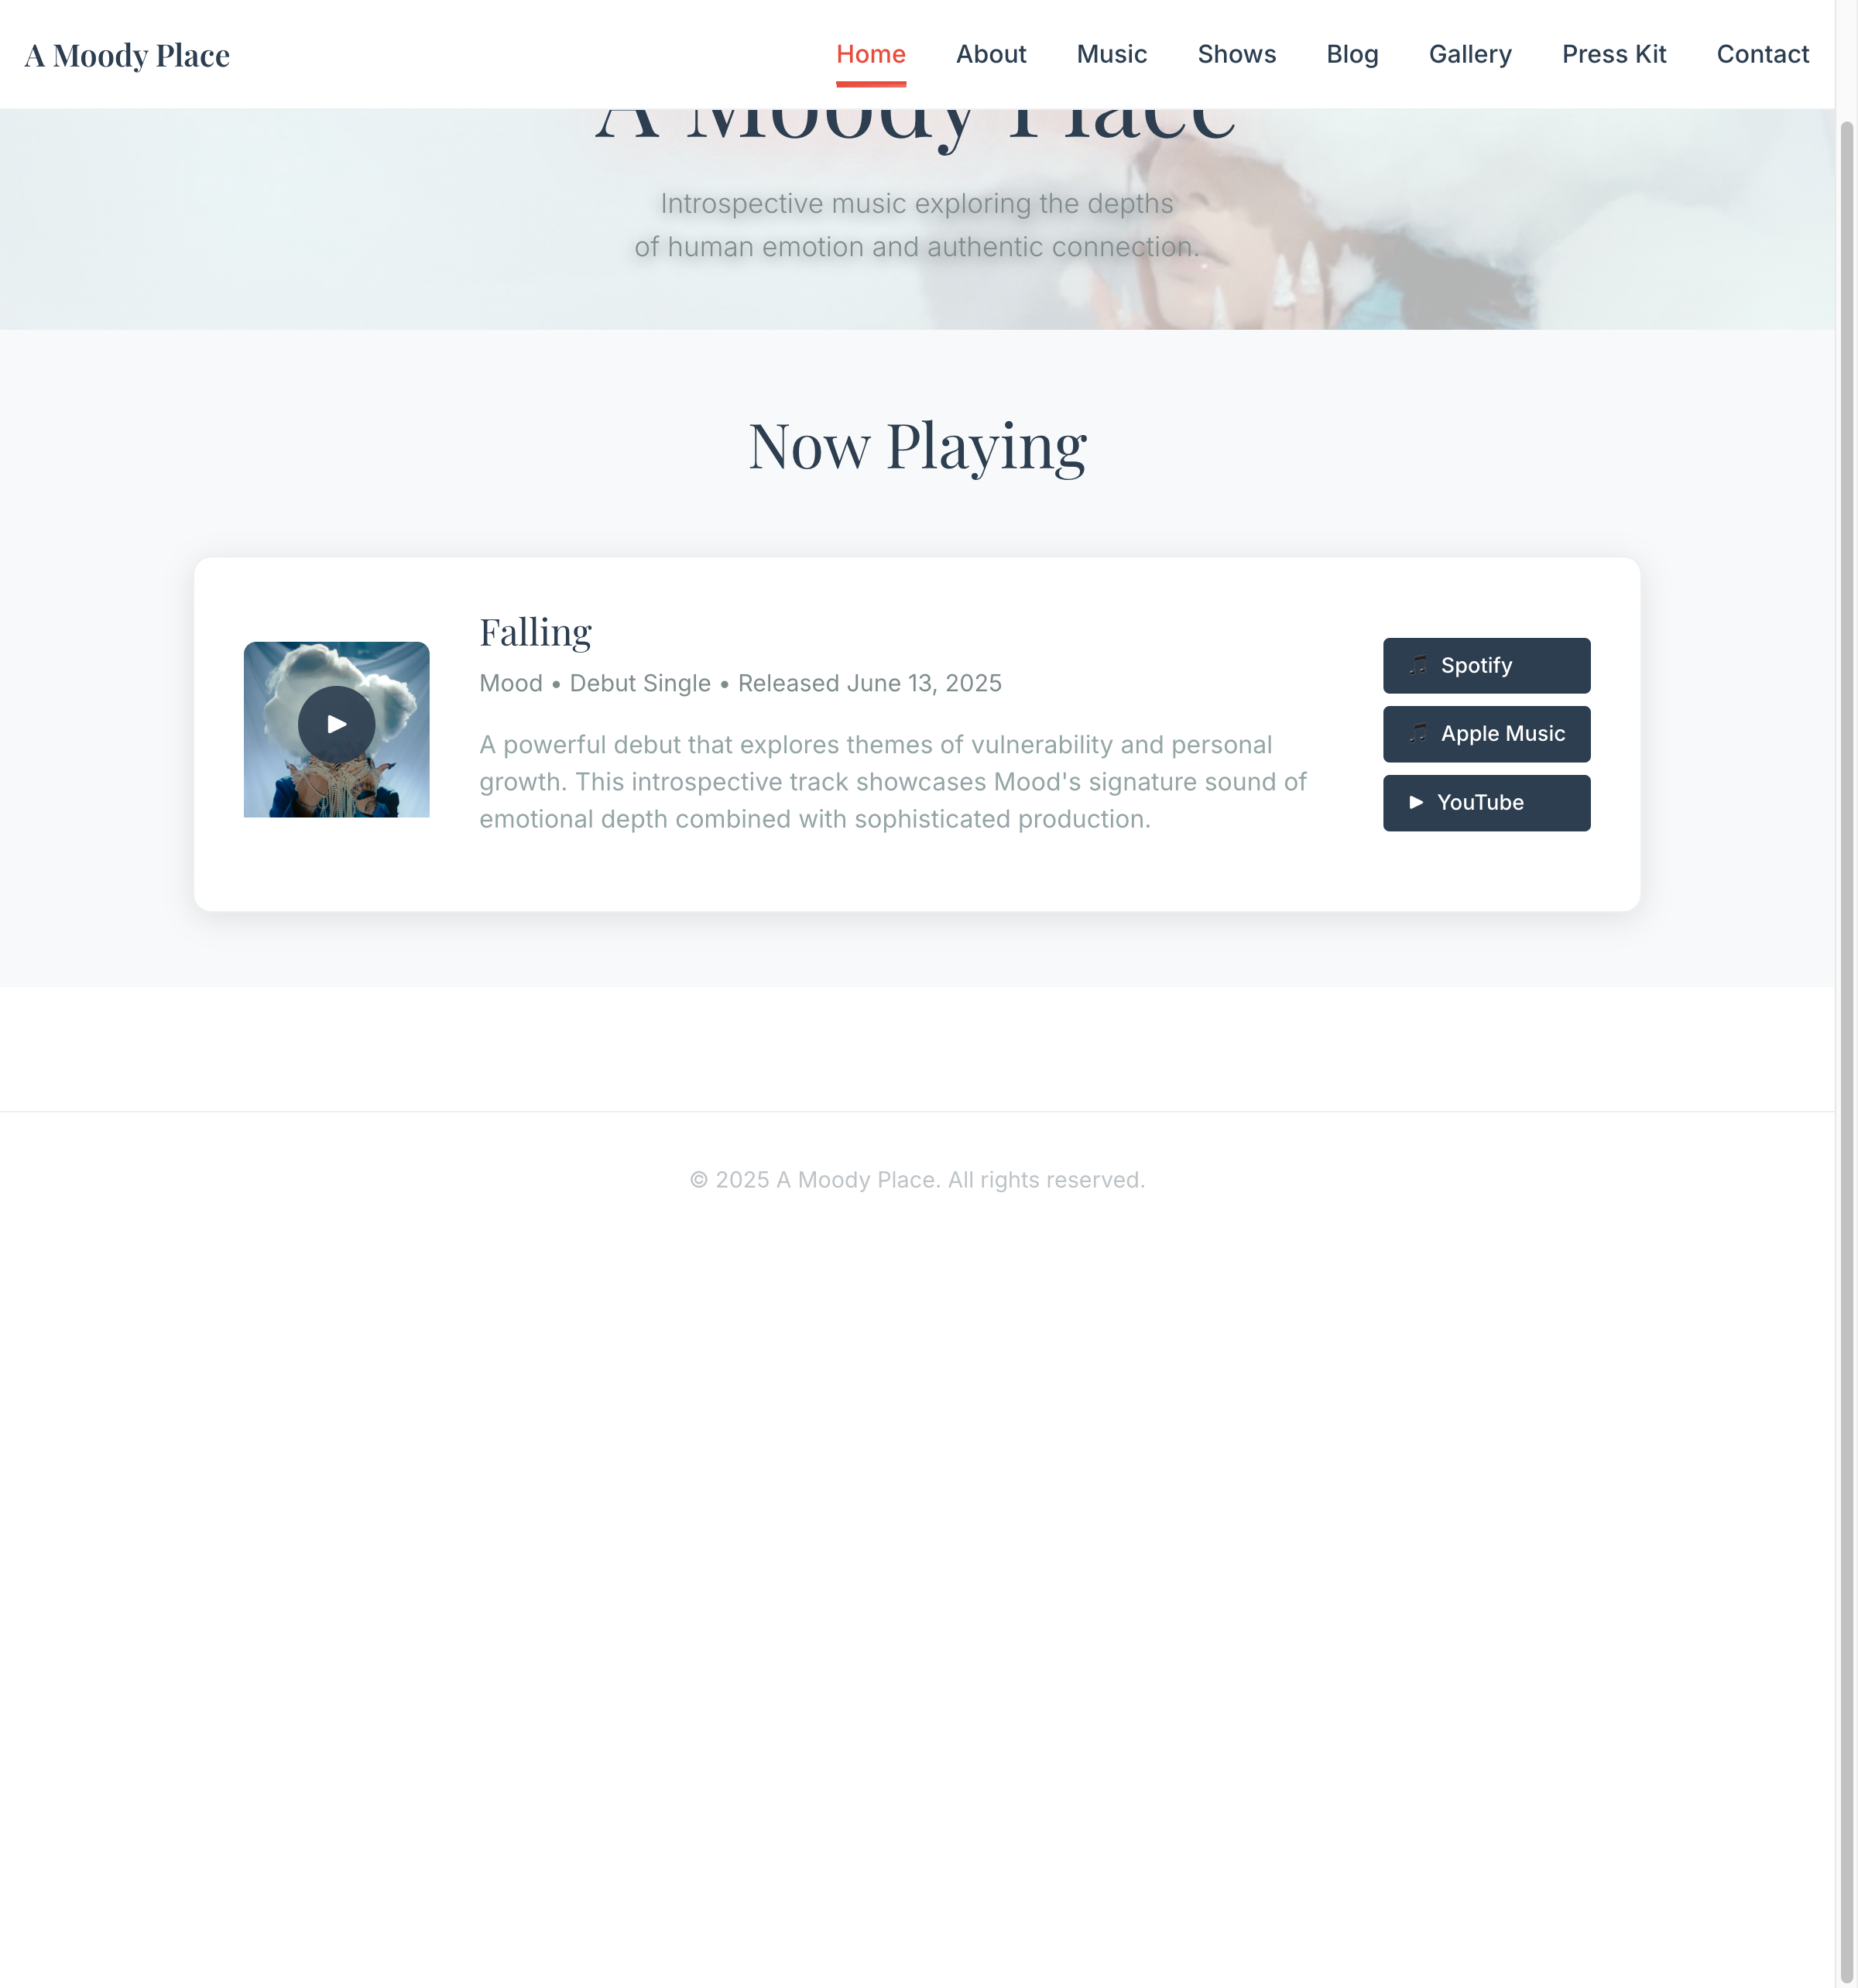 A Moody Place
Home About Music Shows Blog Gallery Press Kit Contact
A Moody Place
Introspective music exploring the depths
of human emotion and authentic connection.
Now Playing
Falling
Mood • Debut Single • Released June 13, 2025
A powerful debut that explores themes of vulnerability and personal
growth. This introspective track showcases Mood's signature sound of
emotional depth combined with sophisticated production.
Spotify
Apple Music
YouTube
© 2025 A Moody Place. All rights reserved.